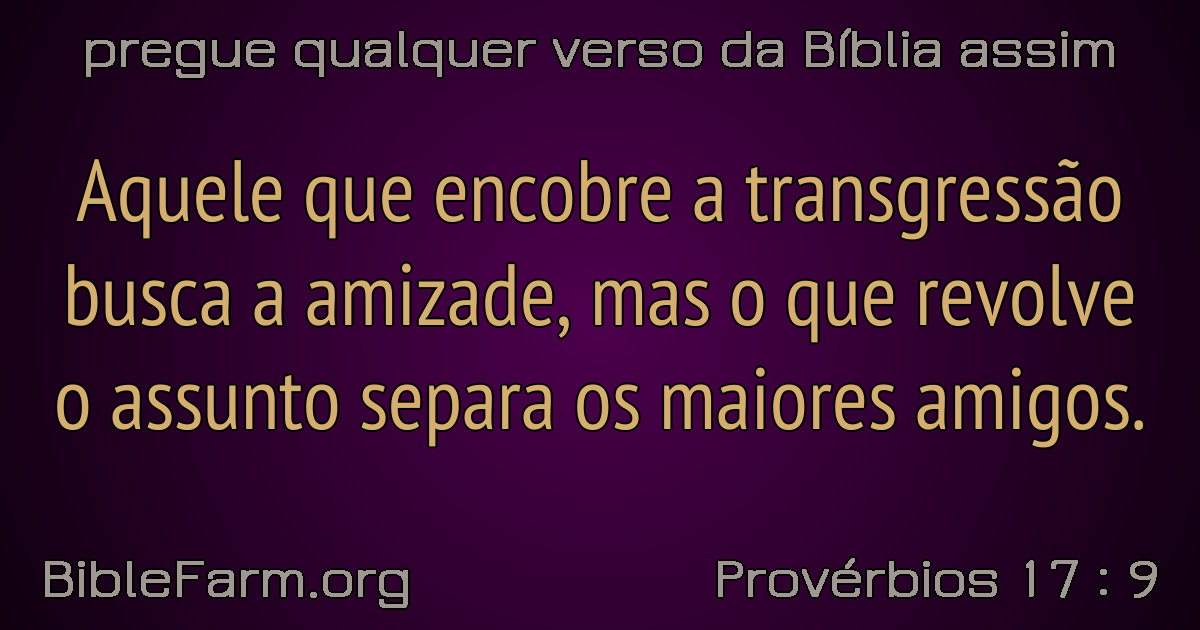 pregue qualquer verso da Bíblia assim
Aquele que encobre a transgressão
busca a amizade, mas o que revolve
o assunto separa os maiores amigos.
BibleFarm.org
Provérbios 17 : 9